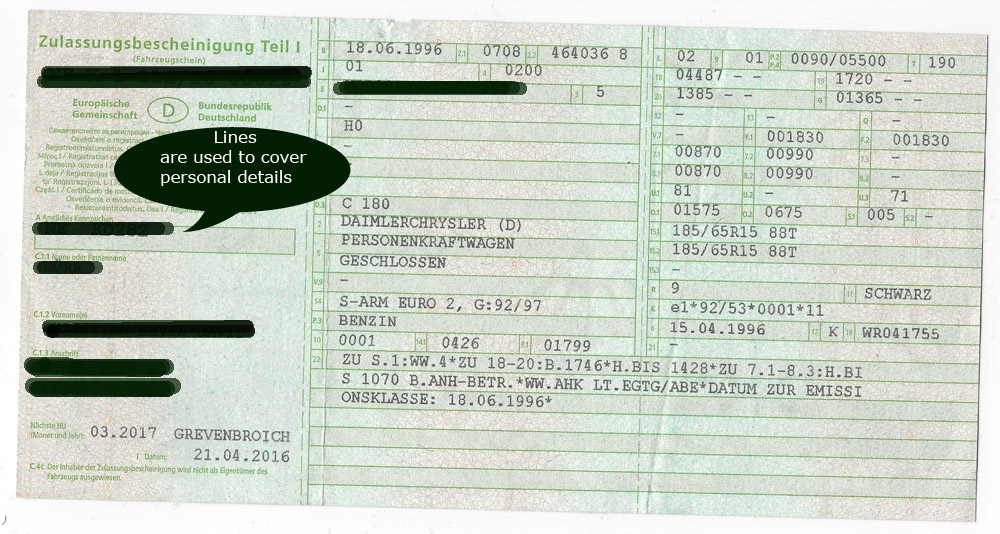 Zulassungsbescheinigung Teil I
(Fahrzeugschein)
Europäische Gemeinschaft
D
Bundesrepublik Deutschland
Lines
are used to cover
personal details
A Amtliches Kennzeichen
C.1.1 Name oder Firmenname
C.1.2 Vorname(n)
C.1.3 Anschrift
Nächste HU
(Monat und Jahr): 03.2017 GREVENBROICH
I Datum: 21.04.2016
C.4c Der Inhaber der Zulassungsbescheinigung wird nicht als Eigentümer des
Fahrzeugs ausgewiesen.
B 18.06.1996 2.1 0708 2.2 464036 8
J 01 4 0200
E 3 5
D.1 –
H0
–
D.3 C 180
2 DAIMLERCHRYSLER (D)
PERSONENKRAFTWAGEN
5 GESCHLOSSEN
V.9 –
14 S-ARM EURO 2, G:92/97
P.3 BENZIN
10 0001 14.1 0426 P.1 01799
22 ZU S.1:WW.4*ZU 18-20:B.1746*H.BIS 1428*ZU 7.1-8.3:H.BI
S 1070 B.ANH-BETR.*WW.AHK LT.EGTG/ABE*DATUM ZUR EMISSI
ONSKLASSE: 18.06.1996*
L 02 9 01 P.2 P.4 0090/05500 T 190
18 04487 – – 19 1720 – –
20 1385 – – G 01365 – –
12 – 13 – Q –
V.7 – F.1 001830 F.2 001830
7.1 00870 7.2 00990 7.3 –
8.1 00870 8.2 00990 8.3 –
U.1 81 U.2 – U.3 71
O.1 01575 O.2 0675 S.1 005 S.2 –
15.1 185/65R15 88T
15.2 185/65R15 88T
15.3 –
R 9 11 SCHWARZ
K e1*92/53*0001*11
6 15.04.1996 17 K 16 WR041755
21 –